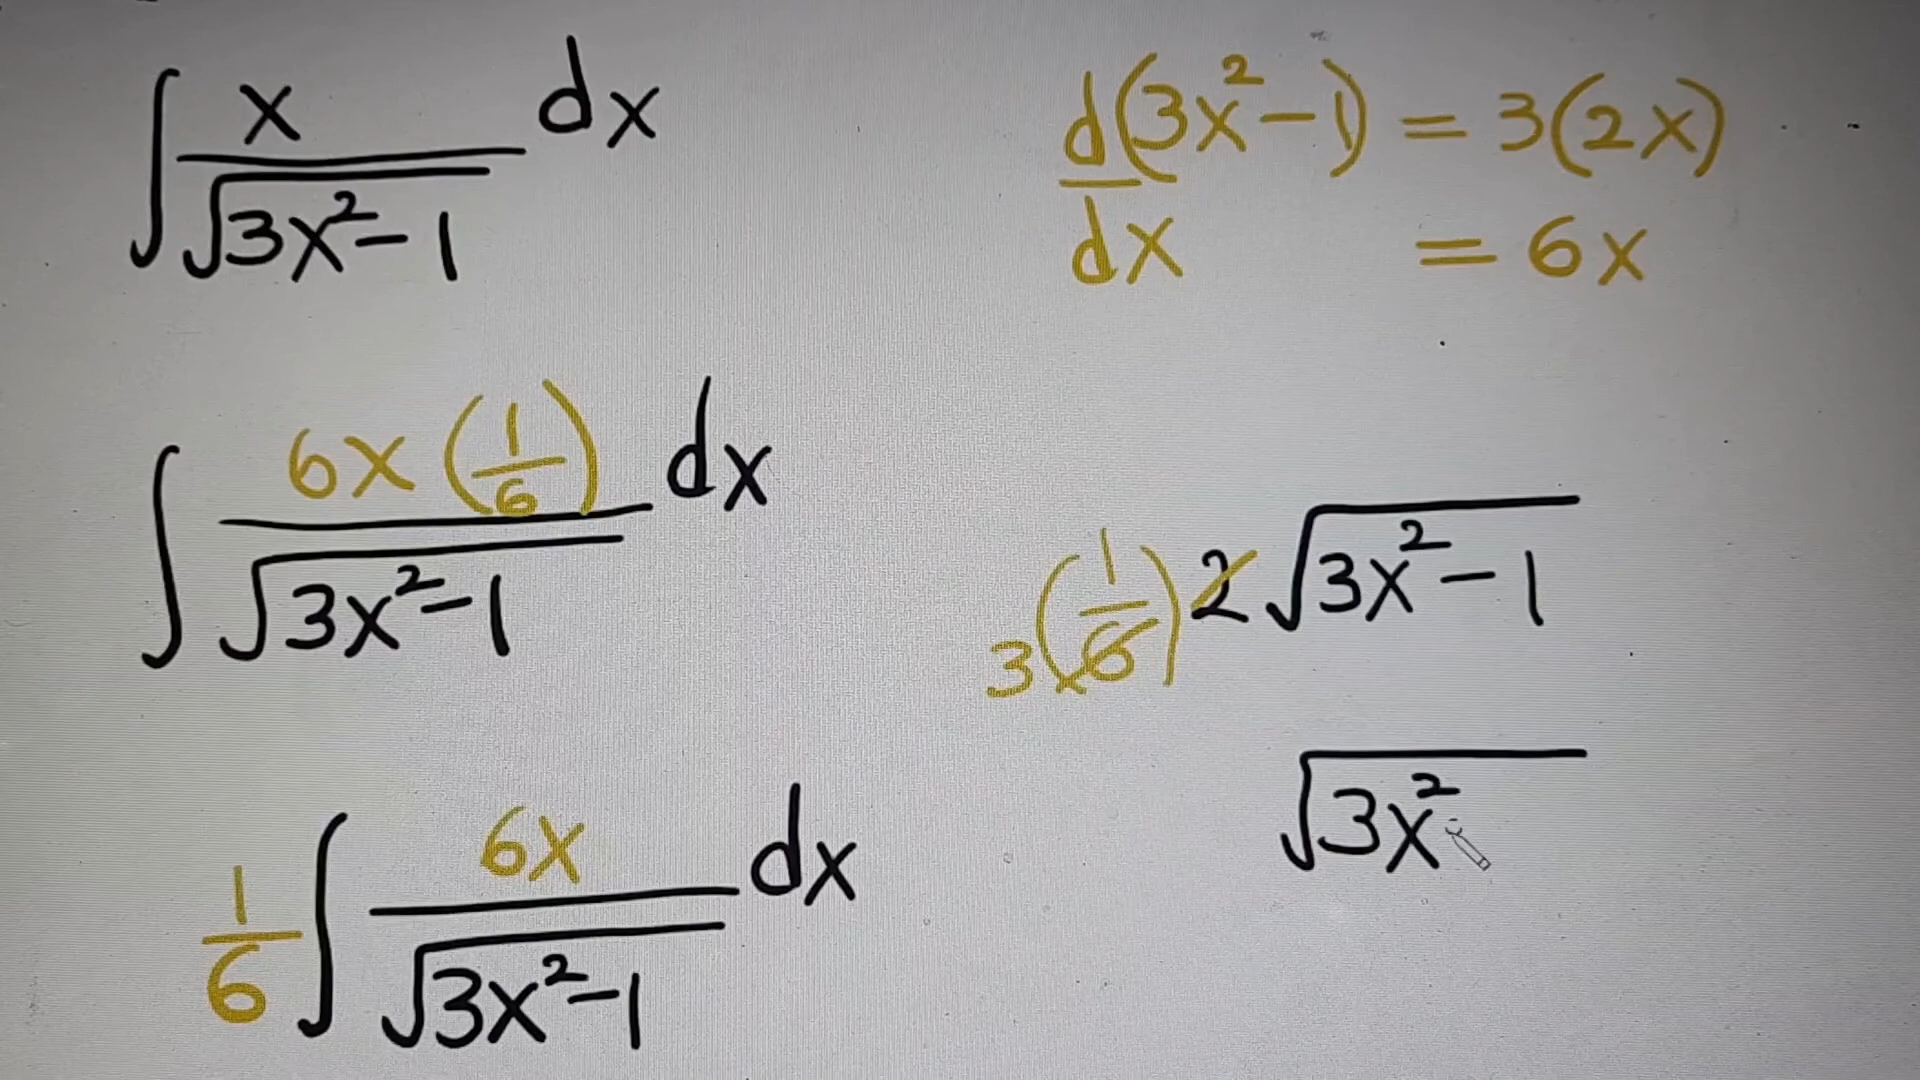 ∫ x/√(3x²-1) dx
d(3x²-1)/dx = 3(2x)
= 6x
∫ 6x(1/6)/√(3x²-1) dx
3(1/6)2√(3x²-1)
√(3x²
1/6 ∫ 6x/√(3x²-1) dx